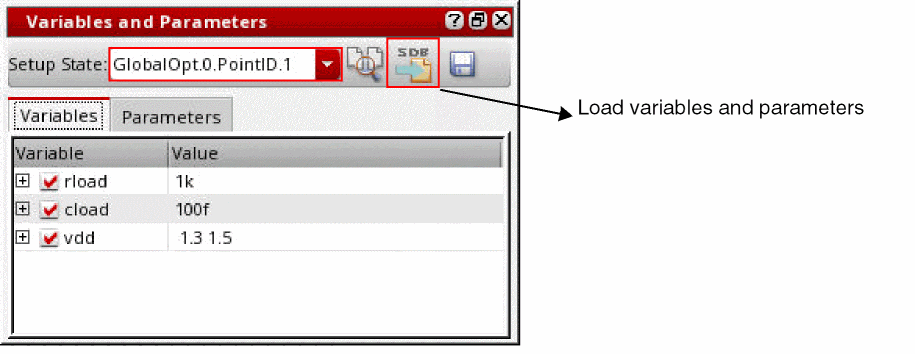 Variables and Parameters
Setup State: GlobalOpt.0.PointID.1 SDB
Load variables and parameters
Variables Parameters
Variable Value
rload 1k
cload 100f
vdd 1.3 1.5